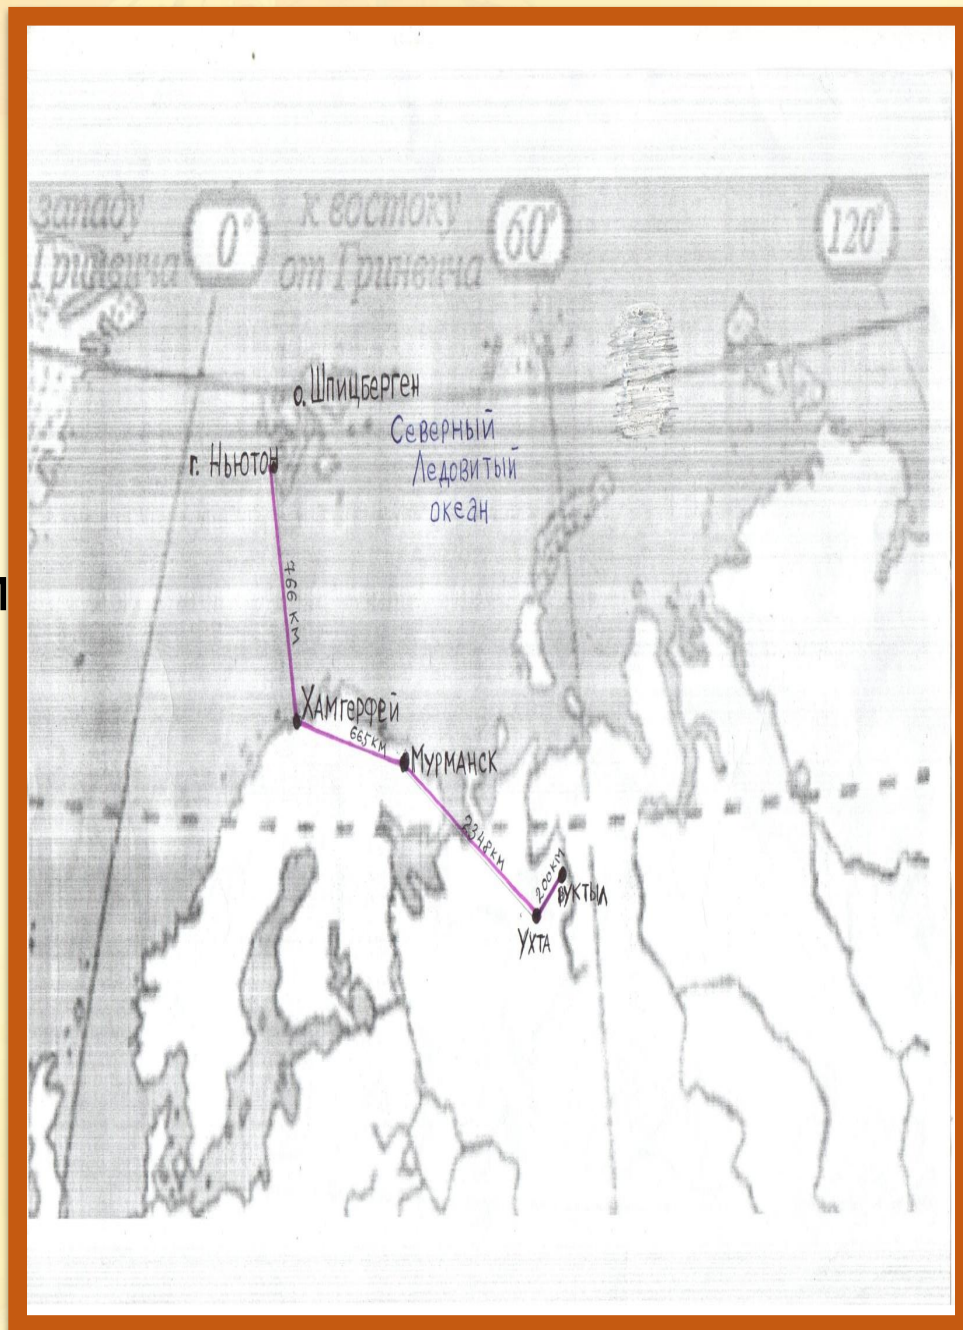 западу
Гринвича
0°
к востоку
от Гринвича
60°
120°
о. Шпицберген
Северный
Ледовитый
океан
г. Ньютон
766 км
Хамгерфей
665км
Мурманск
2348км
200км
Вуктыл
Ухта